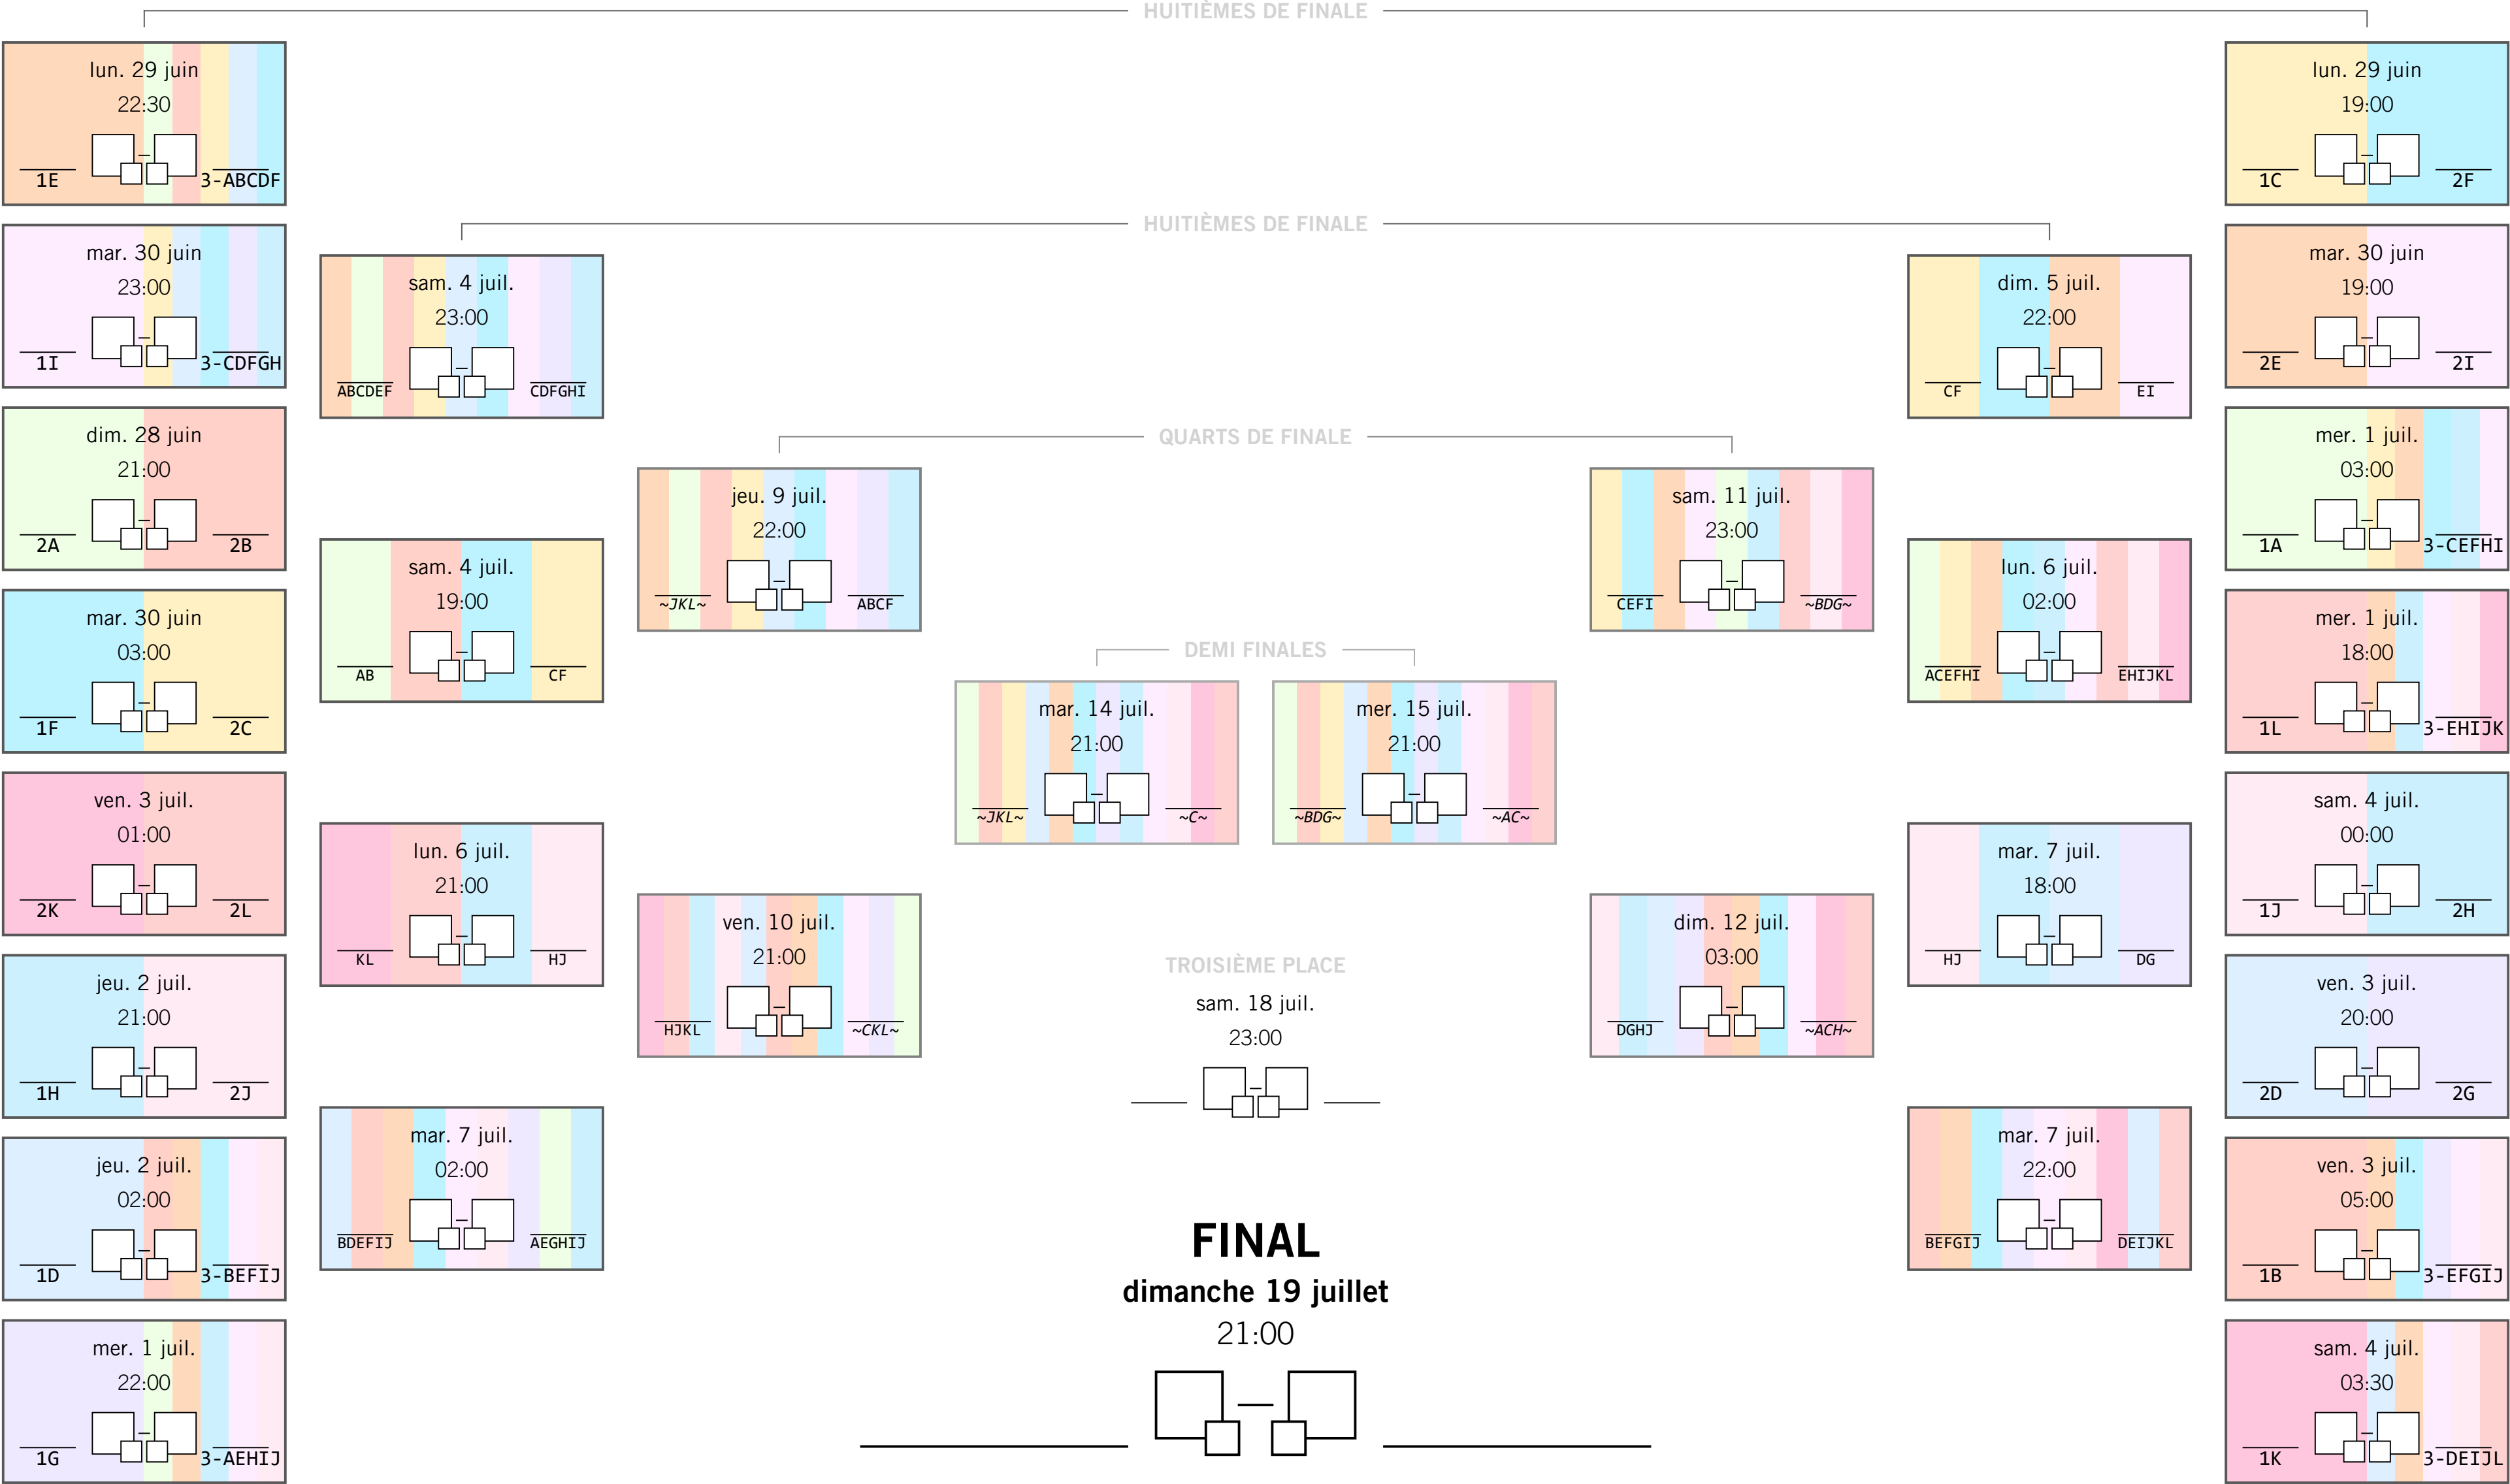 HUITIÈMES DE FINALE
lun. 29 juin
22:30
–
1E
3-ABCDF
mar. 30 juin
23:00
–
1I
3-CDFGH
dim. 28 juin
21:00
–
2A
2B
mar. 30 juin
03:00
–
1F
2C
ven. 3 juil.
01:00
–
2K
2L
jeu. 2 juil.
21:00
–
1H
2J
jeu. 2 juil.
02:00
–
1D
3-BEFIJ
mer. 1 juil.
22:00
–
1G
3-AEHIJ
lun. 29 juin
19:00
–
1C
2F
mar. 30 juin
19:00
–
2E
2I
mer. 1 juil.
03:00
–
1A
3-CEFHI
mer. 1 juil.
18:00
–
1L
3-EHIJK
sam. 4 juil.
00:00
–
1J
2H
ven. 3 juil.
20:00
–
2D
2G
ven. 3 juil.
05:00
–
1B
3-EFGIJ
sam. 4 juil.
03:30
–
1K
3-DEIJL
HUITIÈMES DE FINALE
sam. 4 juil.
23:00
–
ABCDEF
CDFGHI
sam. 4 juil.
19:00
–
AB
CF
lun. 6 juil.
21:00
–
KL
HJ
mar. 7 juil.
02:00
–
BDEFIJ
AEGHIJ
dim. 5 juil.
22:00
–
CF
EI
lun. 6 juil.
02:00
–
ACEFHI
EHIJKL
mar. 7 juil.
18:00
–
HJ
DG
mar. 7 juil.
22:00
–
BEFGIJ
DEIJKL
QUARTS DE FINALE
jeu. 9 juil.
22:00
–
~JKL~
ABCF
ven. 10 juil.
21:00
–
HJKL
~CKL~
sam. 11 juil.
23:00
–
CEFI
~BDG~
dim. 12 juil.
03:00
–
DGHJ
~ACH~
DEMI FINALES
mar. 14 juil.
21:00
–
~JKL~
~C~
mer. 15 juil.
21:00
–
~BDG~
~AC~
TROISIÈME PLACE
sam. 18 juil.
23:00
–
FINAL
dimanche 19 juillet
21:00
–